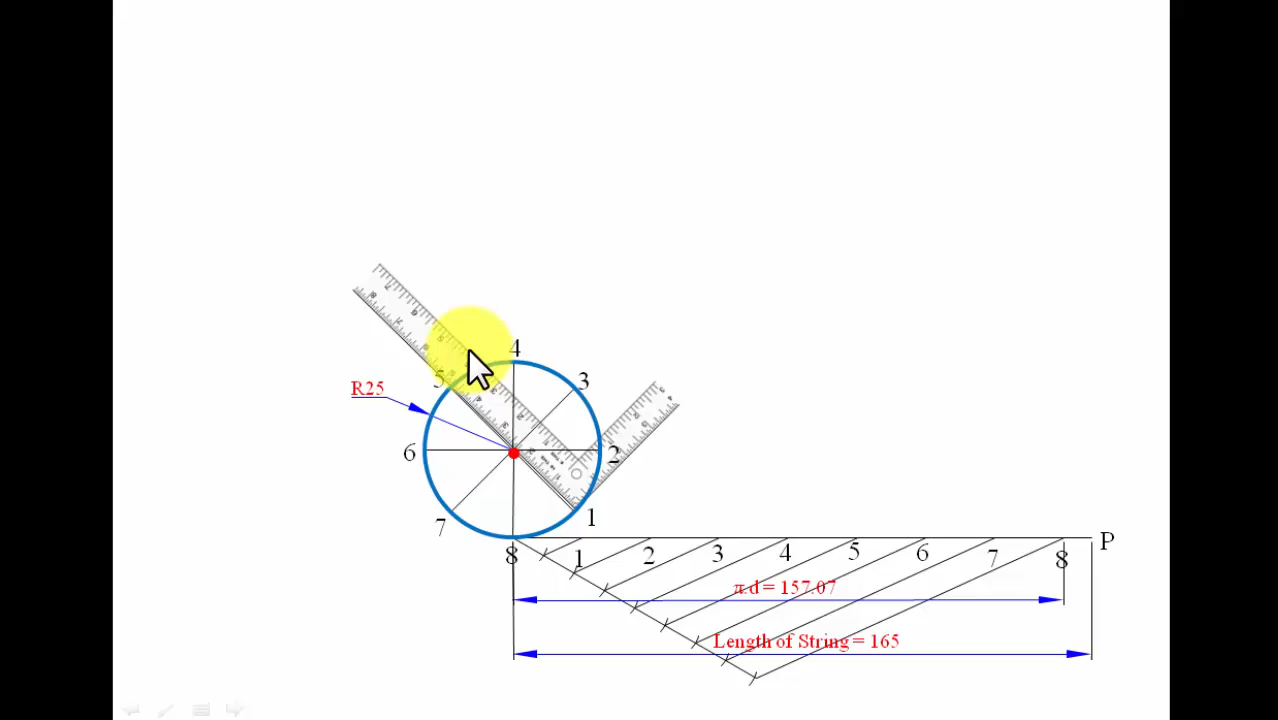 4
5
3
R25
6
2
7
1
8 1 2 3 4 5 6 7 8 P
π.d = 157.07
Length of String = 165